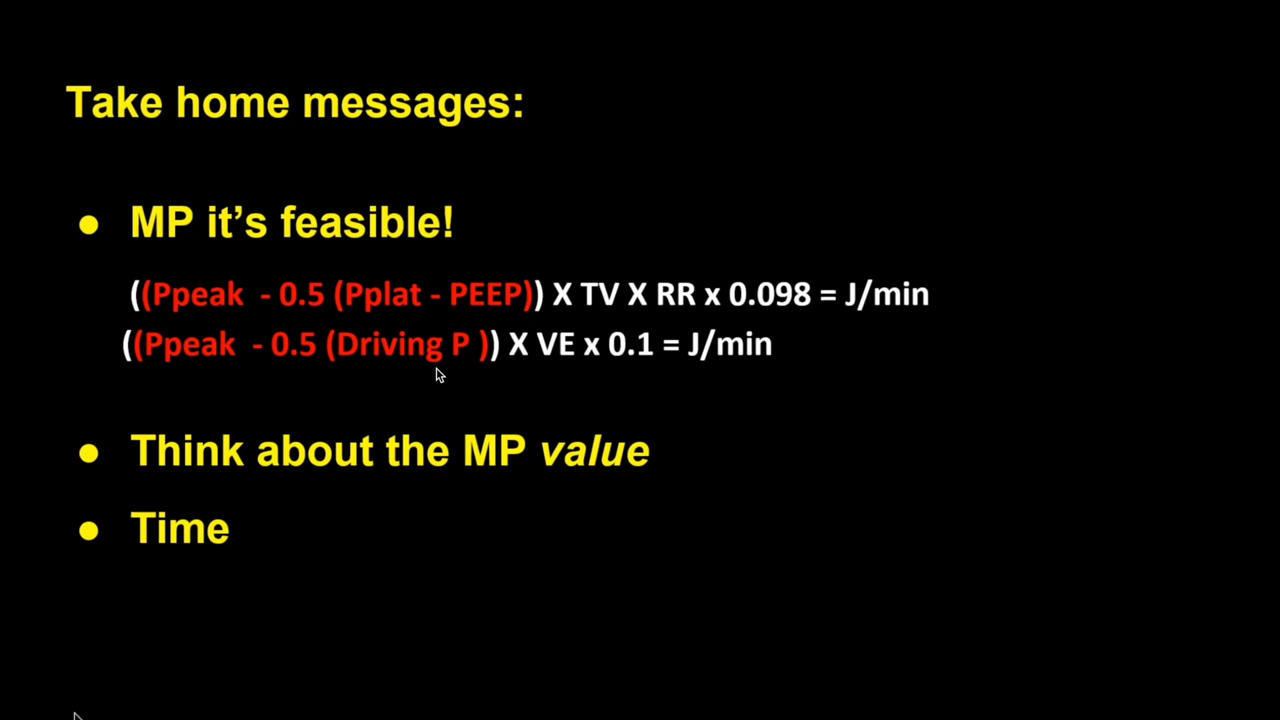 Take home messages:
● MP it’s feasible!
((Ppeak - 0.5 (Pplat - PEEP)) X TV X RR x 0.098 = J/min
((Ppeak - 0.5 (Driving P )) X VE x 0.1 = J/min
● Think about the MP value
● Time